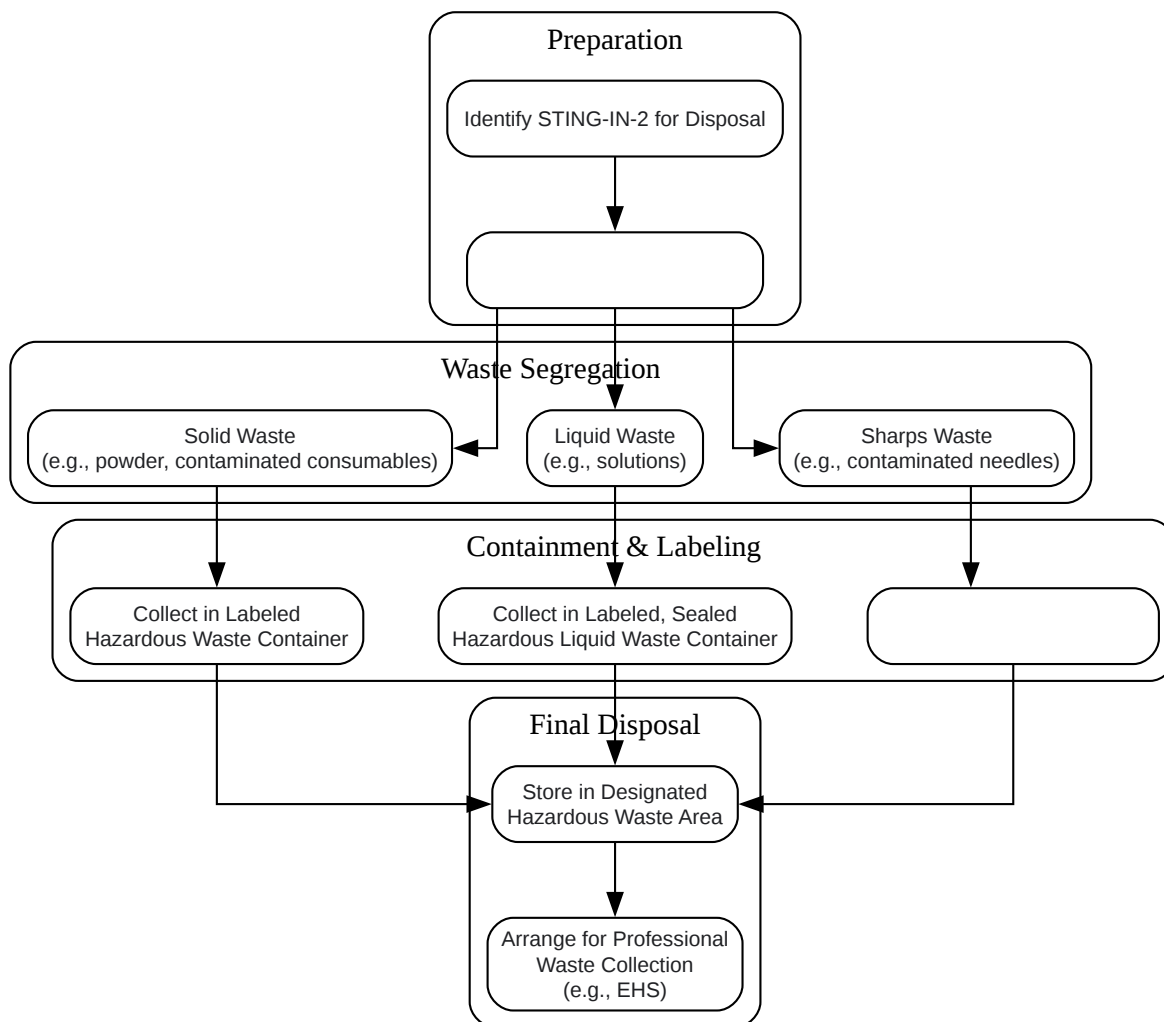 Preparation
Identify STING-IN-2 for Disposal
Waste Segregation
Solid Waste
(e.g., powder, contaminated consumables)
Liquid Waste
(e.g., solutions)
Sharps Waste
(e.g., contaminated needles)
Containment & Labeling
Collect in Labeled
Hazardous Waste Container
Collect in Labeled, Sealed
Hazardous Liquid Waste Container
Final Disposal
Store in Designated
Hazardous Waste Area
Arrange for Professional
Waste Collection
(e.g., EHS)